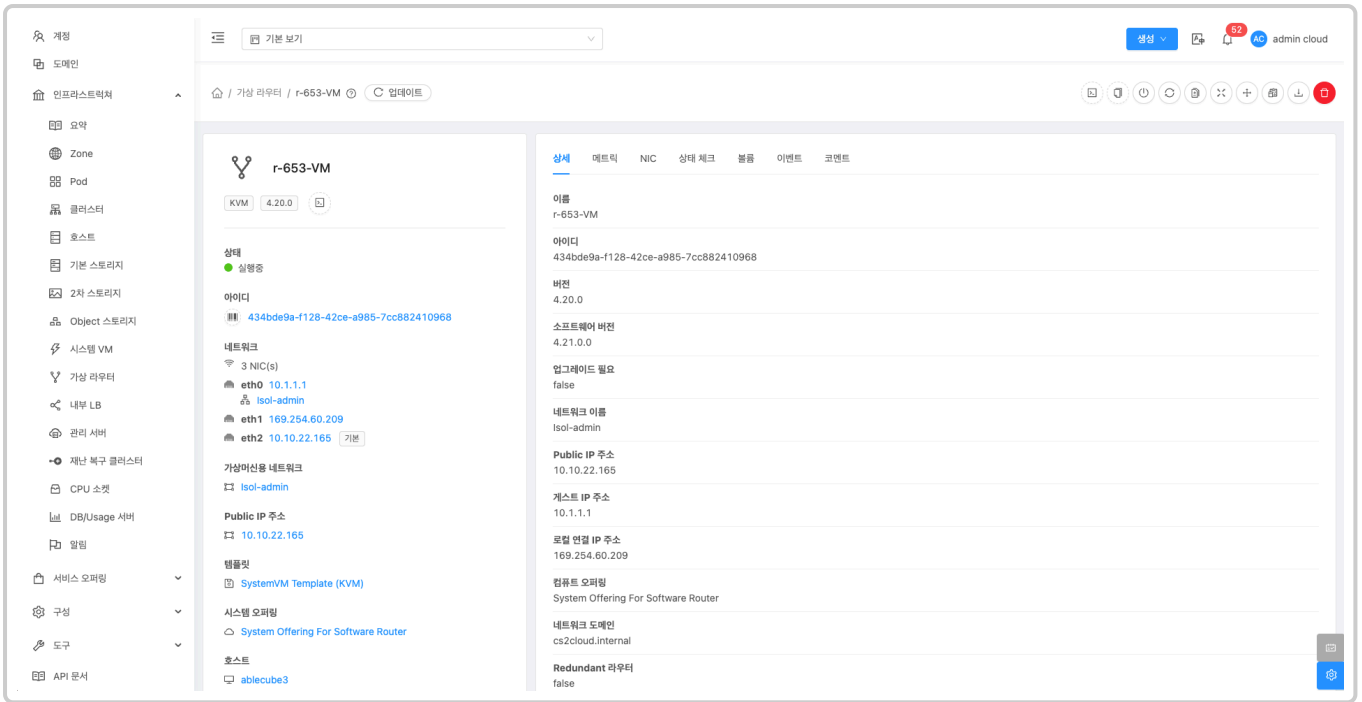 계정
도메인
인프라스트럭쳐
요약
Zone
Pod
클러스터
호스트
기본 스토리지
2차 스토리지
Object 스토리지
시스템 VM
가상 라우터
내부 LB
관리 서버
재난 복구 클러스터
CPU 소켓
DB/Usage 서버
알림
서비스 오퍼링
구성
도구
API 문서
기본 보기
생성
52
AC admin cloud
/ 가상 라우터 / r-653-VM 업데이트
r-653-VM
KVM 4.20.0
상태
실행중
아이디
434bde9a-f128-42ce-a985-7cc882410968
네트워크
3 NIC(s)
eth0 10.1.1.1
Isol-admin
eth1 169.254.60.209
eth2 10.10.22.165 기본
가상머신용 네트워크
Isol-admin
Public IP 주소
10.10.22.165
템플릿
SystemVM Template (KVM)
시스템 오퍼링
System Offering For Software Router
호스트
ablecube3
상세 메트릭 NIC 상태 체크 볼륨 이벤트 코멘트
이름
r-653-VM
아이디
434bde9a-f128-42ce-a985-7cc882410968
버전
4.20.0
소프트웨어 버전
4.21.0.0
업그레이드 필요
false
네트워크 이름
Isol-admin
Public IP 주소
10.10.22.165
게스트 IP 주소
10.1.1.1
로컬 연결 IP 주소
169.254.60.209
컴퓨트 오퍼링
System Offering For Software Router
네트워크 도메인
cs2cloud.internal
Redundant 라우터
false